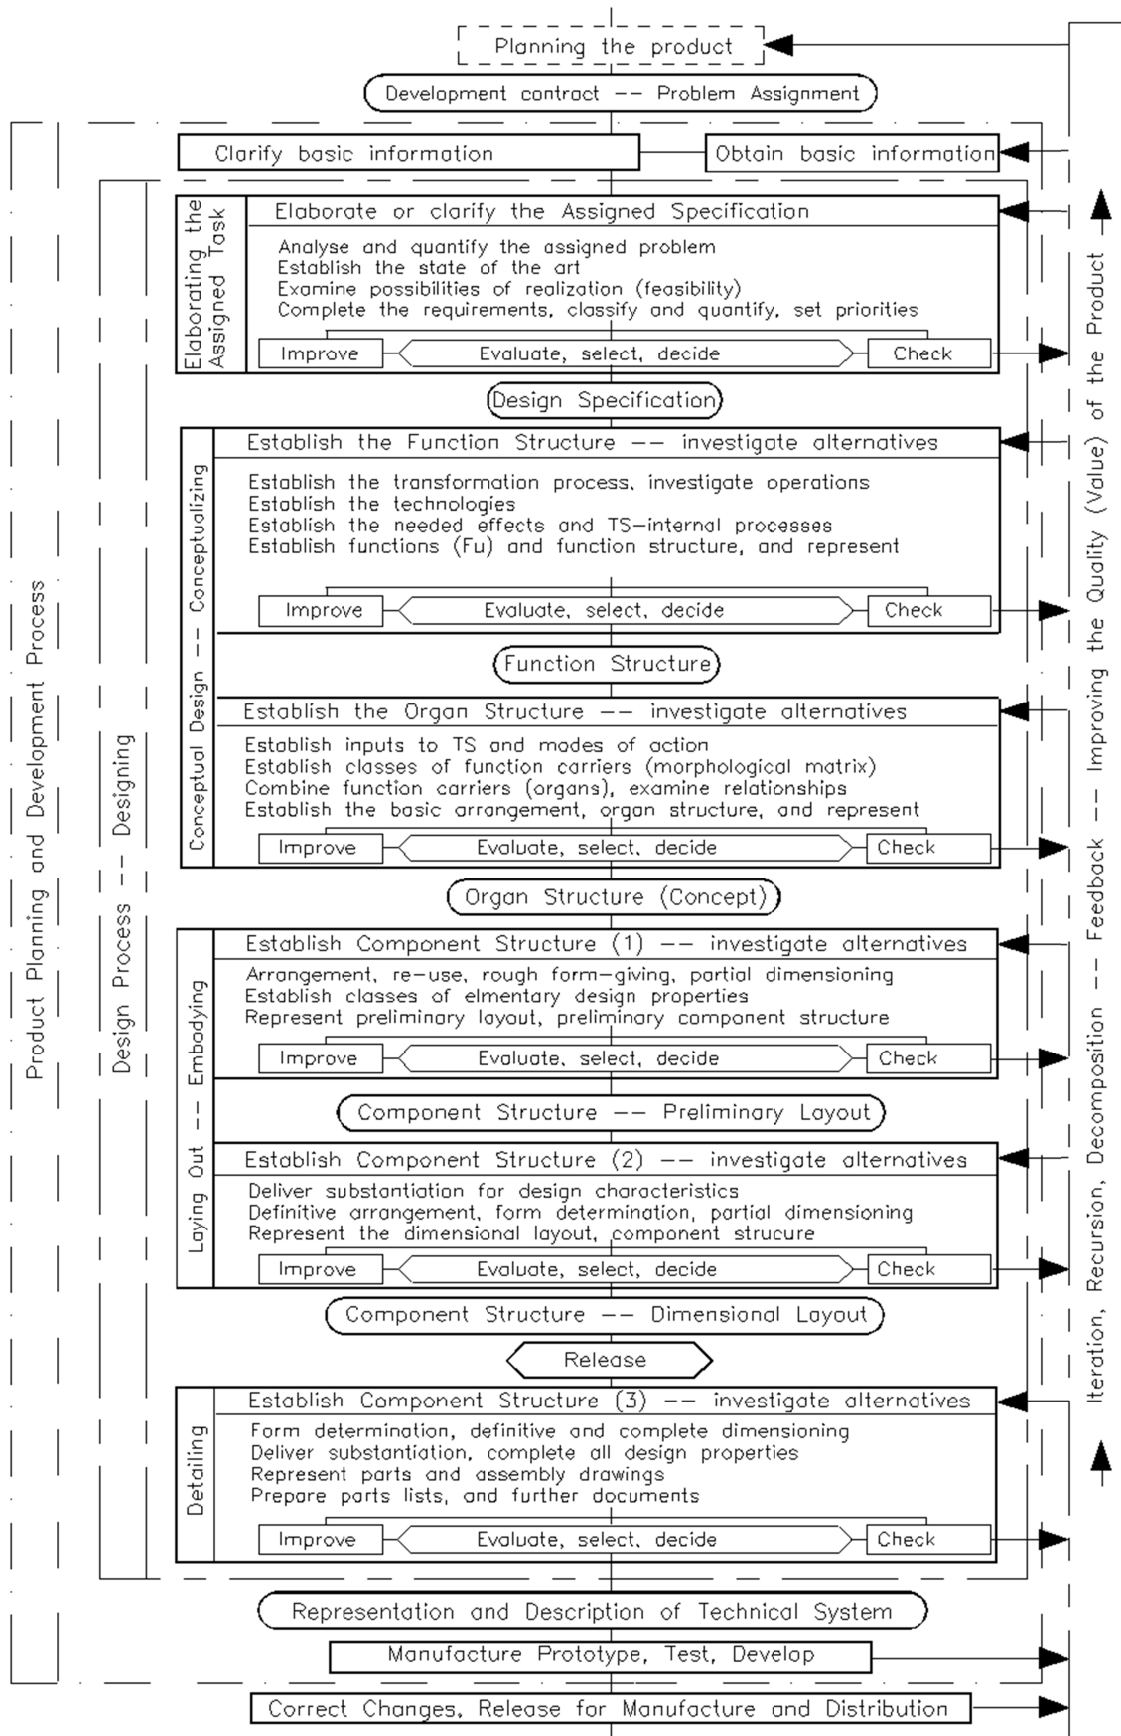 Planning the product
Development contract -- Problem Assignment
Clarify basic information
Obtain basic information
Elaborating the
Assigned Task
Elaborate or clarify the Assigned Specification
Analyse and quantify the assigned problem
Establish the state of the art
Examine possibilities of realization (feasibility)
Complete the requirements, classify and quantify, set priorities
Improve
Evaluate, select, decide
Check
Design Specification
Conceptual Design -- Conceptualizing
Establish the Function Structure -- investigate alternatives
Establish the transformation process, investigate operations
Establish the technologies
Establish the needed effects and TS-internal processes
Establish functions (Fu) and function structure, and represent
Improve
Evaluate, select, decide
Check
Function Structure
Establish the Organ Structure -- investigate alternatives
Establish inputs to TS and modes of action
Establish classes of function carriers (morphological matrix)
Combine function carriers (organs), examine relationships
Establish the basic arrangement, organ structure, and represent
Improve
Evaluate, select, decide
Check
Organ Structure (Concept)
Laying Out -- Embodying
Establish Component Structure (1) -- investigate alternatives
Arrangement, re-use, rough form-giving, partial dimensioning
Establish classes of elmentary design properties
Represent preliminary layout, preliminary component structure
Improve
Evaluate, select, decide
Check
Component Structure -- Preliminary Layout
Establish Component Structure (2) -- investigate alternatives
Deliver substantiation for design characteristics
Definitive arrangement, form determination, partial dimensioning
Represent the dimensional layout, component strucure
Improve
Evaluate, select, decide
Check
Component Structure -- Dimensional Layout
Release
Detailing
Establish Component Structure (3) -- investigate alternatives
Form determination, definitive and complete dimensioning
Deliver substantiation, complete all design properties
Represent parts and assembly drawings
Prepare parts lists, and further documents
Improve
Evaluate, select, decide
Check
Representation and Description of Technical System
Manufacture Prototype, Test, Develop
Correct Changes, Release for Manufacture and Distribution
Product Planning and Development Process
Design Process -- Designing
Iteration, Recursion, Decomposition -- Feedback -- Improving the Quality (Value) of the Product